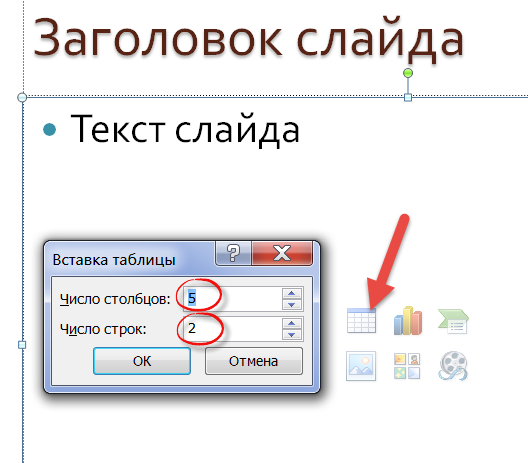 Заголовок слайда
• Текст слайда
Вставка таблицы
Число столбцов: 5
Число строк: 2
ОК Отмена